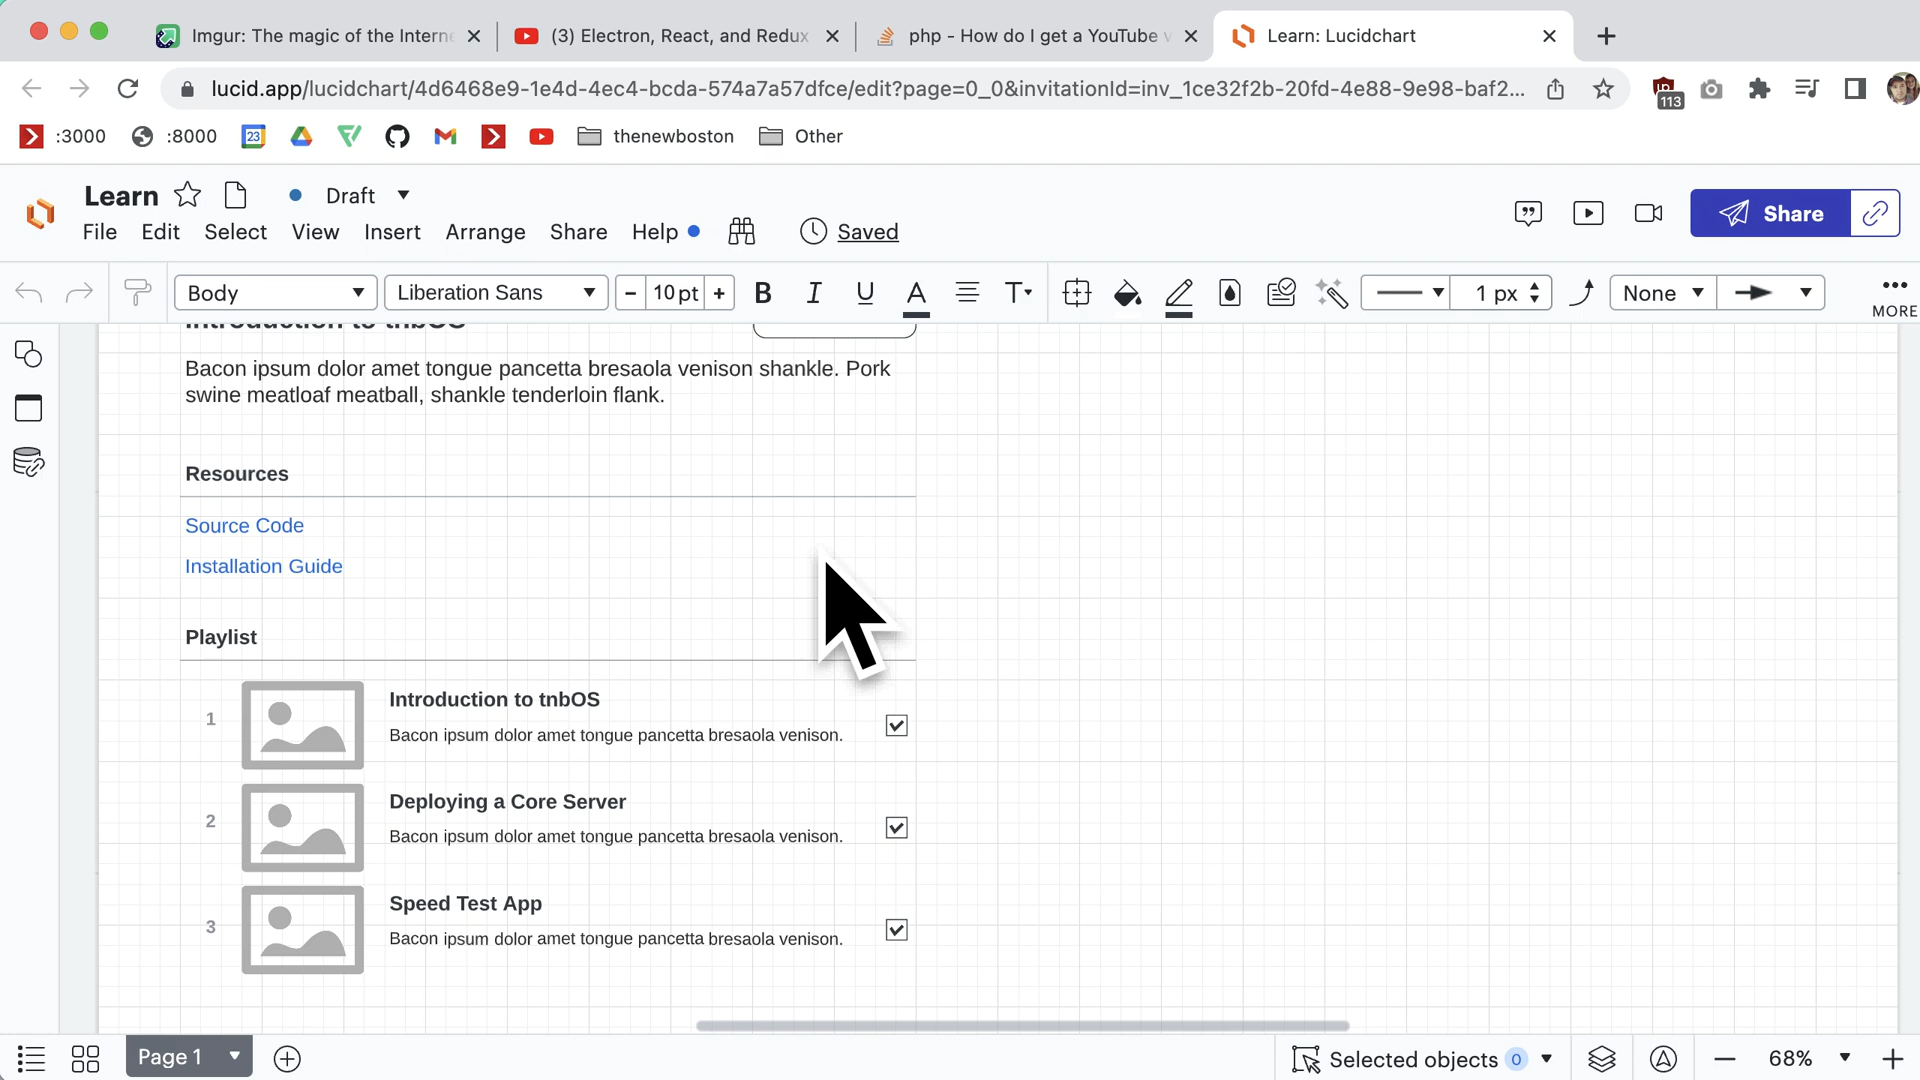 Imgur: The magic of the Interne
(3) Electron, React, and Redux
php - How do I get a YouTube v
Learn: Lucidchart
lucid.app/lucidchart/4d6468e9-1e4d-4ec4-bcda-574a7a57dfce/edit?page=0_0&invitationId=inv_1ce32f2b-20fd-4e88-9e98-baf2...
113
:3000
:8000
23
thenewboston
Other
Learn
Draft
File Edit Select View Insert Arrange Share Help
Saved
Share
Body
Liberation Sans
- 10 pt +
B I U A T
1 px
None
MORE
Introduction to tnbOS
Bacon ipsum dolor amet tongue pancetta bresaola venison shankle. Pork
swine meatloaf meatball, shankle tenderloin flank.
Resources
Source Code
Installation Guide
Playlist
1
Introduction to tnbOS
Bacon ipsum dolor amet tongue pancetta bresaola venison.
2
Deploying a Core Server
Bacon ipsum dolor amet tongue pancetta bresaola venison.
3
Speed Test App
Bacon ipsum dolor amet tongue pancetta bresaola venison.
Page 1
Selected objects 0
68%